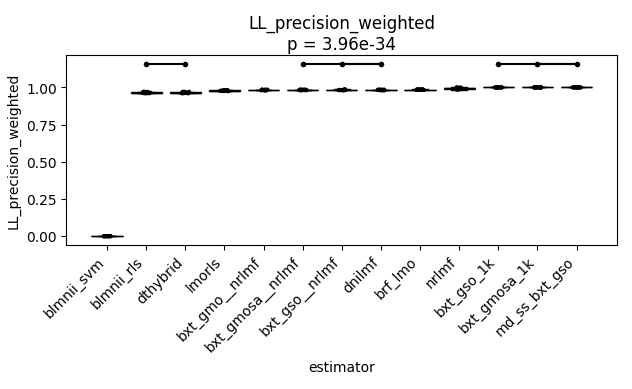 LL_precision_weighted
p = 3.96e-34
LL_precision_weighted
1.00
0.75
0.50
0.25
0.00
blmnii_svm
blmnii_rls
dthybrid
lmorls
bxt_gmo__nrlmf
bxt_gmosa__nrlmf
bxt_gso__nrlmf
dnilmf
brf_lmo
nrlmf
bxt_gso_1k
bxt_gmosa_1k
md_ss_bxt_gso
estimator